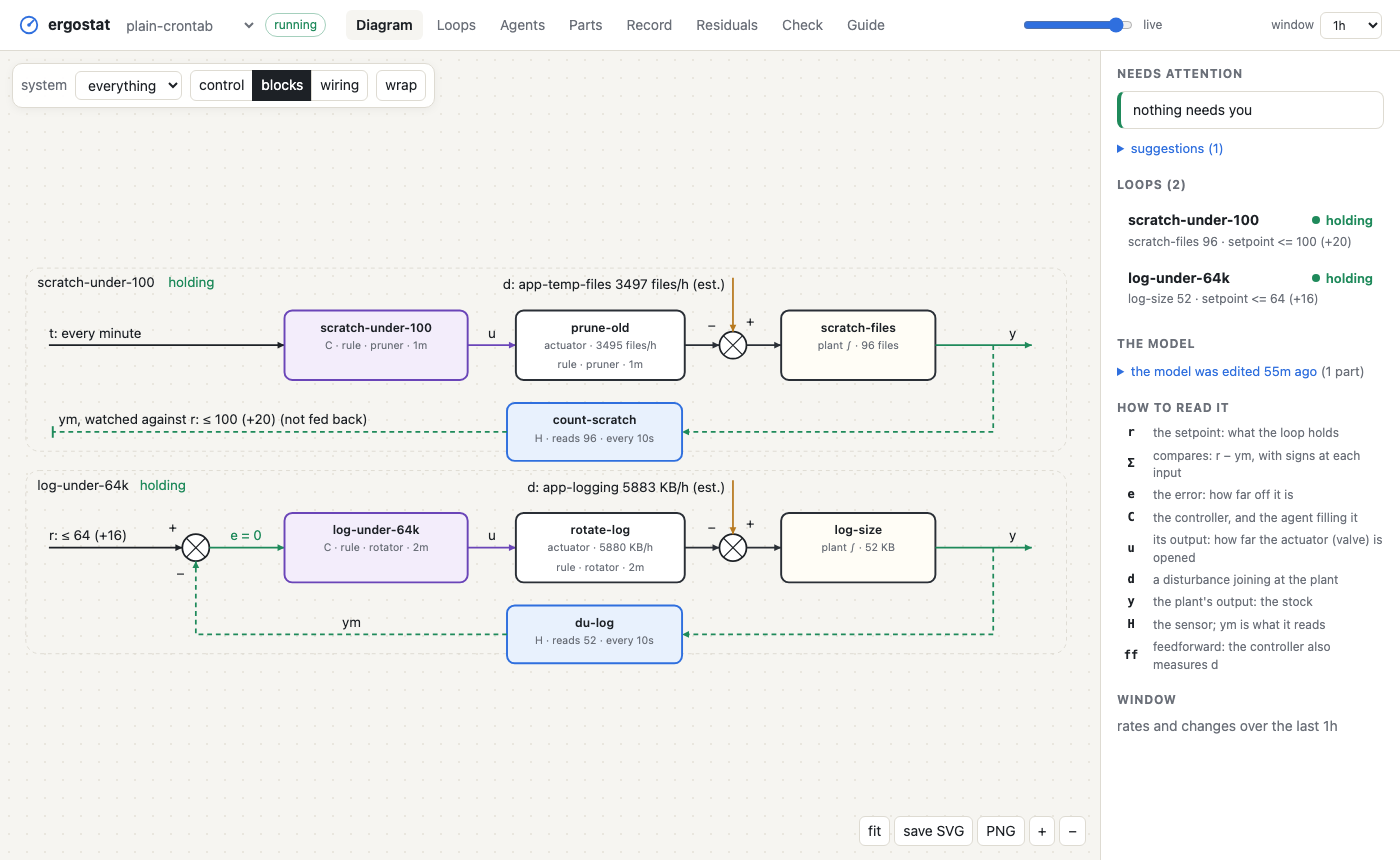 ergostat plain-crontab running Diagram Loops Agents Parts Record Residuals Check Guide live window 1h
system everything control blocks wiring wrap
scratch-under-100 holding
d: app-temp-files 3497 files/h (est.)
t: every minute
scratch-under-100
C · rule · pruner · 1m
u
prune-old
actuator · 3495 files/h
rule · pruner · 1m
− +
scratch-files
plant ∫ · 96 files
y
ym, watched against r: ≤ 100 (+20) (not fed back)
count-scratch
H · reads 96 · every 10s
log-under-64k holding
d: app-logging 5883 KB/h (est.)
r: ≤ 64 (+16)
+
−
e = 0
log-under-64k
C · rule · rotator · 2m
u
rotate-log
actuator · 5880 KB/h
rule · rotator · 2m
− +
log-size
plant ∫ · 52 KB
y
ym
du-log
H · reads 52 · every 10s
fit save SVG PNG + −
NEEDS ATTENTION
nothing needs you
suggestions (1)
LOOPS (2)
scratch-under-100 holding
scratch-files 96 · setpoint <= 100 (+20)
log-under-64k holding
log-size 52 · setpoint <= 64 (+16)
THE MODEL
the model was edited 55m ago (1 part)
HOW TO READ IT
r the setpoint: what the loop holds
Σ compares: r − ym, with signs at each
input
e the error: how far off it is
C the controller, and the agent filling it
u its output: how far the actuator (valve) is
opened
d a disturbance joining at the plant
y the plant's output: the stock
H the sensor; ym is what it reads
ff feedforward: the controller also
measures d
WINDOW
rates and changes over the last 1h